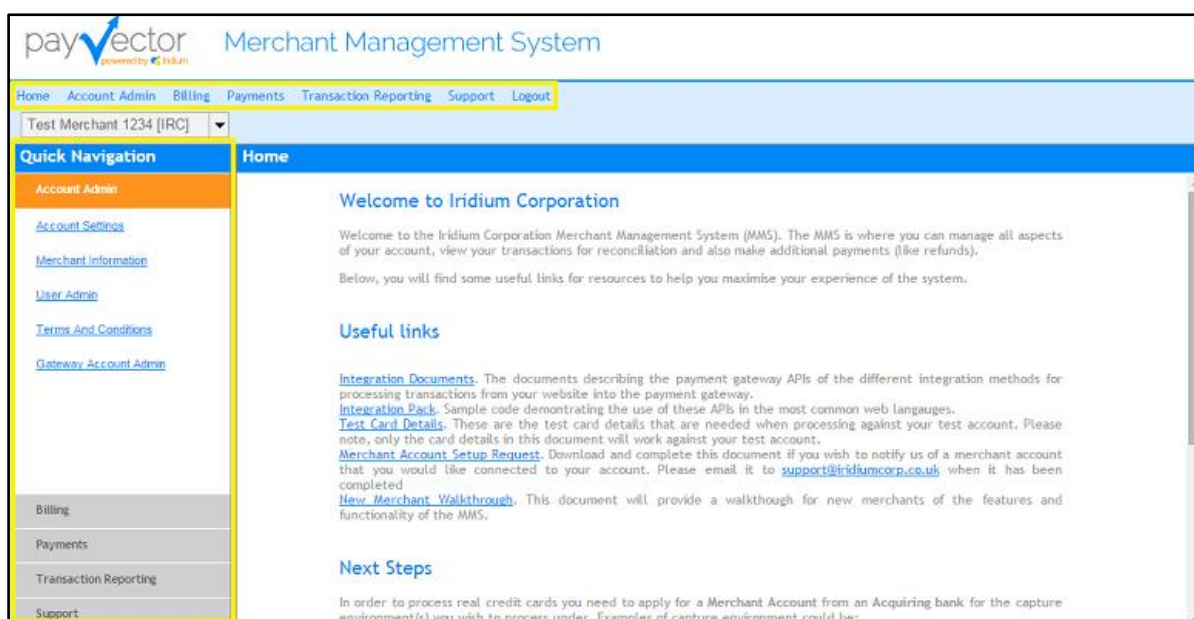 payvector Merchant Management System
powered by iridium
Home Account Admin Billing Payments Transaction Reporting Support Logout
Test Merchant 1234 [IRC]
Quick Navigation
Account Admin
Account Settings
Merchant Information
User Admin
Terms And Conditions
Gateway Account Admin
Billing
Payments
Transaction Reporting
Support
Home
Welcome to Iridium Corporation
Welcome to the Iridium Corporation Merchant Management System (MMS). The MMS is where you can manage all aspects
of your account, view your transactions for reconciliation and also make additional payments (like refunds).
Below, you will find some useful links for resources to help you maximise your experience of the system.
Useful links
Integration Documents. The documents describing the payment gateway APIs of the different integration methods for
processing transactions from your website into the payment gateway.
Integration Pack. Sample code demontrating the use of these APIs in the most common web langauges.
Test Card Details. These are the test card details that are needed when processing against your test account. Please
note, only the card details in this document will work against your test account.
Merchant Account Setup Request. Download and complete this document if you wish to notify us of a merchant account
that you would like connected to your account. Please email it to support@iridiumcorp.co.uk when it has been
completed
New Merchant Walkthrough. This document will provide a walkthough for new merchants of the features and
functionality of the MMS.
Next Steps
In order to process real credit cards you need to apply for a Merchant Account from an Acquiring bank for the capture
environment(s) you wish to process under. Examples of capture environment could be: